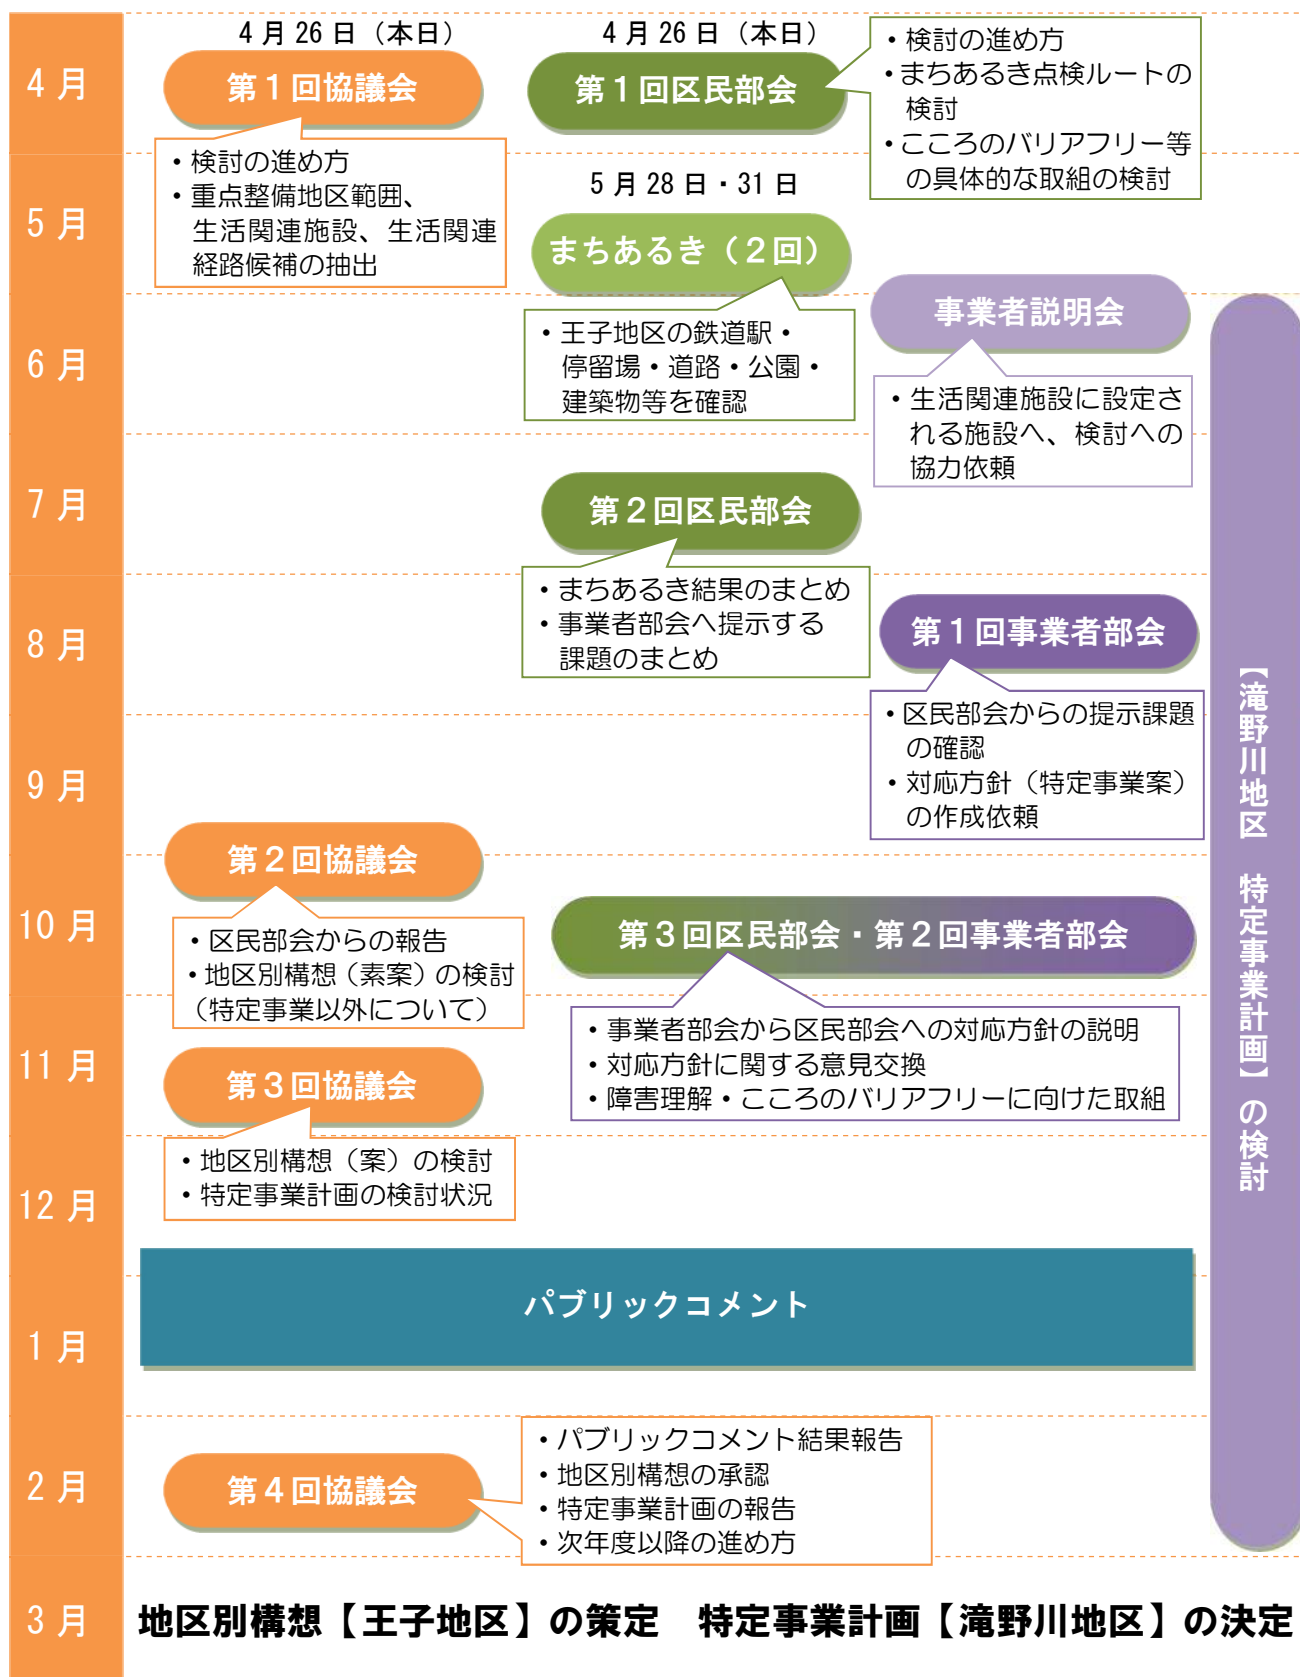 4月
4月26日（本日）
第1回協議会
・検討の進め方
・重点整備地区範囲、
生活関連施設、生活関連
経路候補の抽出
4月26日（本日）
第1回区民部会
・検討の進め方
・まちあるき点検ルートの
検討
・こころのバリアフリー等
の具体的な取組の検討
5月
5月28日・31日
まちあるき（2回）
・王子地区の鉄道駅・
停留場・道路・公園・
建築物等を確認
6月
事業者説明会
・生活関連施設に設定さ
れる施設へ、検討への
協力依頼
7月
第2回区民部会
・まちあるき結果のまとめ
・事業者部会へ提示する
課題のまとめ
8月
第1回事業者部会
・区民部会からの提示課題
の確認
・対応方針（特定事業案）
の作成依頼
9月
第2回協議会
・区民部会からの報告
・地区別構想（素案）の検討
（特定事業以外について）
10月
第3回区民部会・第2回事業者部会
・事業者部会から区民部会への対応方針の説明
・対応方針に関する意見交換
・障害理解・こころのバリアフリーに向けた取組
11月
第3回協議会
・地区別構想（案）の検討
・特定事業計画の検討状況
12月
パブリックコメント
1月
2月
第4回協議会
・パブリックコメント結果報告
・地区別構想の承認
・特定事業計画の報告
・次年度以降の進め方
【滝野川地区　特定事業計画】の検討
3月
地区別構想【王子地区】の策定　特定事業計画【滝野川地区】の決定